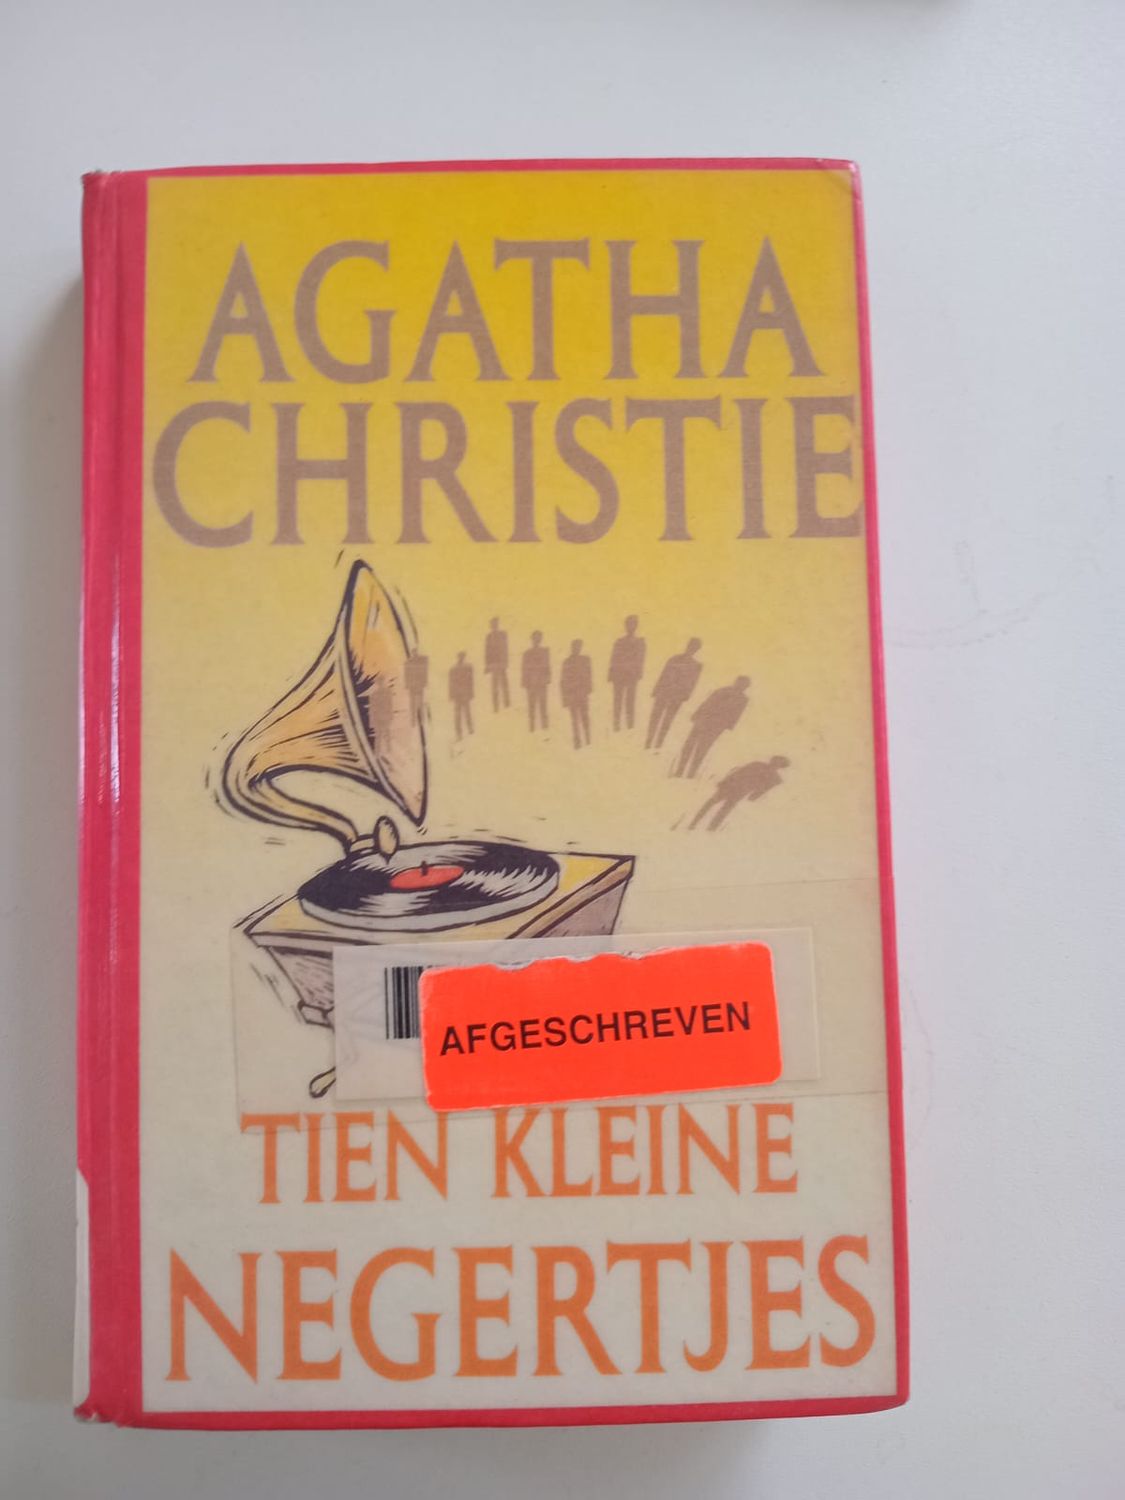 AGATHA
CHRISTIE
AFGESCHREVEN
TIEN KLEINE
NEGERTJES